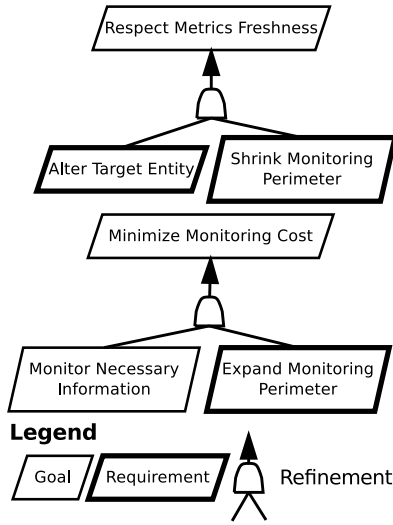 Respect Metrics Freshness
Alter Target Entity
Shrink Monitoring
Perimeter
Minimize Monitoring Cost
Monitor Necessary
Information
Expand Monitoring
Perimeter
Legend
Goal
Requirement
Refinement